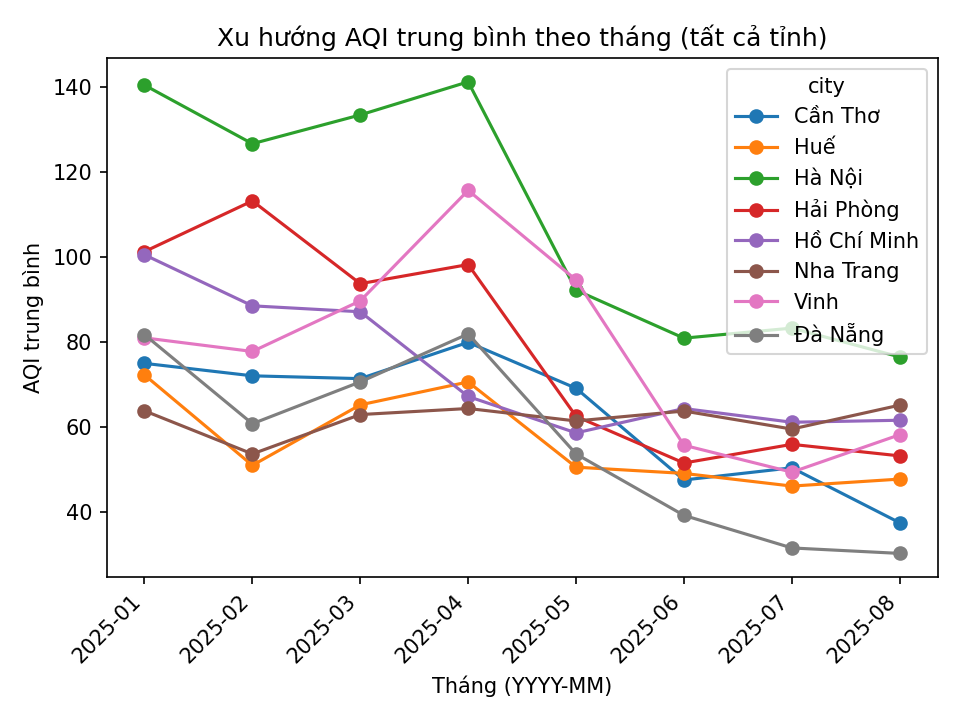 Xu hướng AQI trung bình theo tháng (tất cả tỉnh)
AQI trung bình
140
120
100
80
60
40
city
Cần Thơ
Huế
Hà Nội
Hải Phòng
Hồ Chí Minh
Nha Trang
Vinh
Đà Nẵng
2025-01
2025-02
2025-03
2025-04
2025-05
2025-06
2025-07
2025-08
Tháng (YYYY-MM)